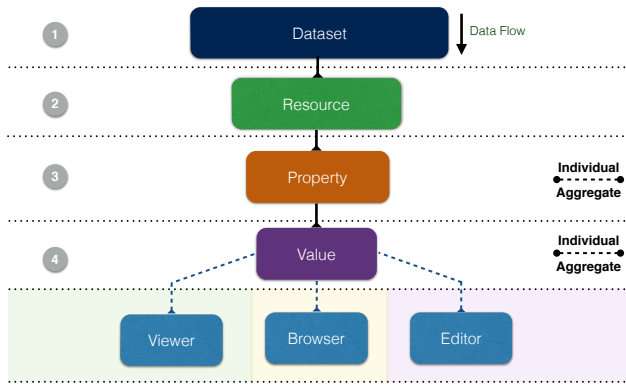 1
Dataset
Data Flow
2
Resource
3
Property
Individual
Aggregate
4
Value
Individual
Aggregate
Viewer
Browser
Editor